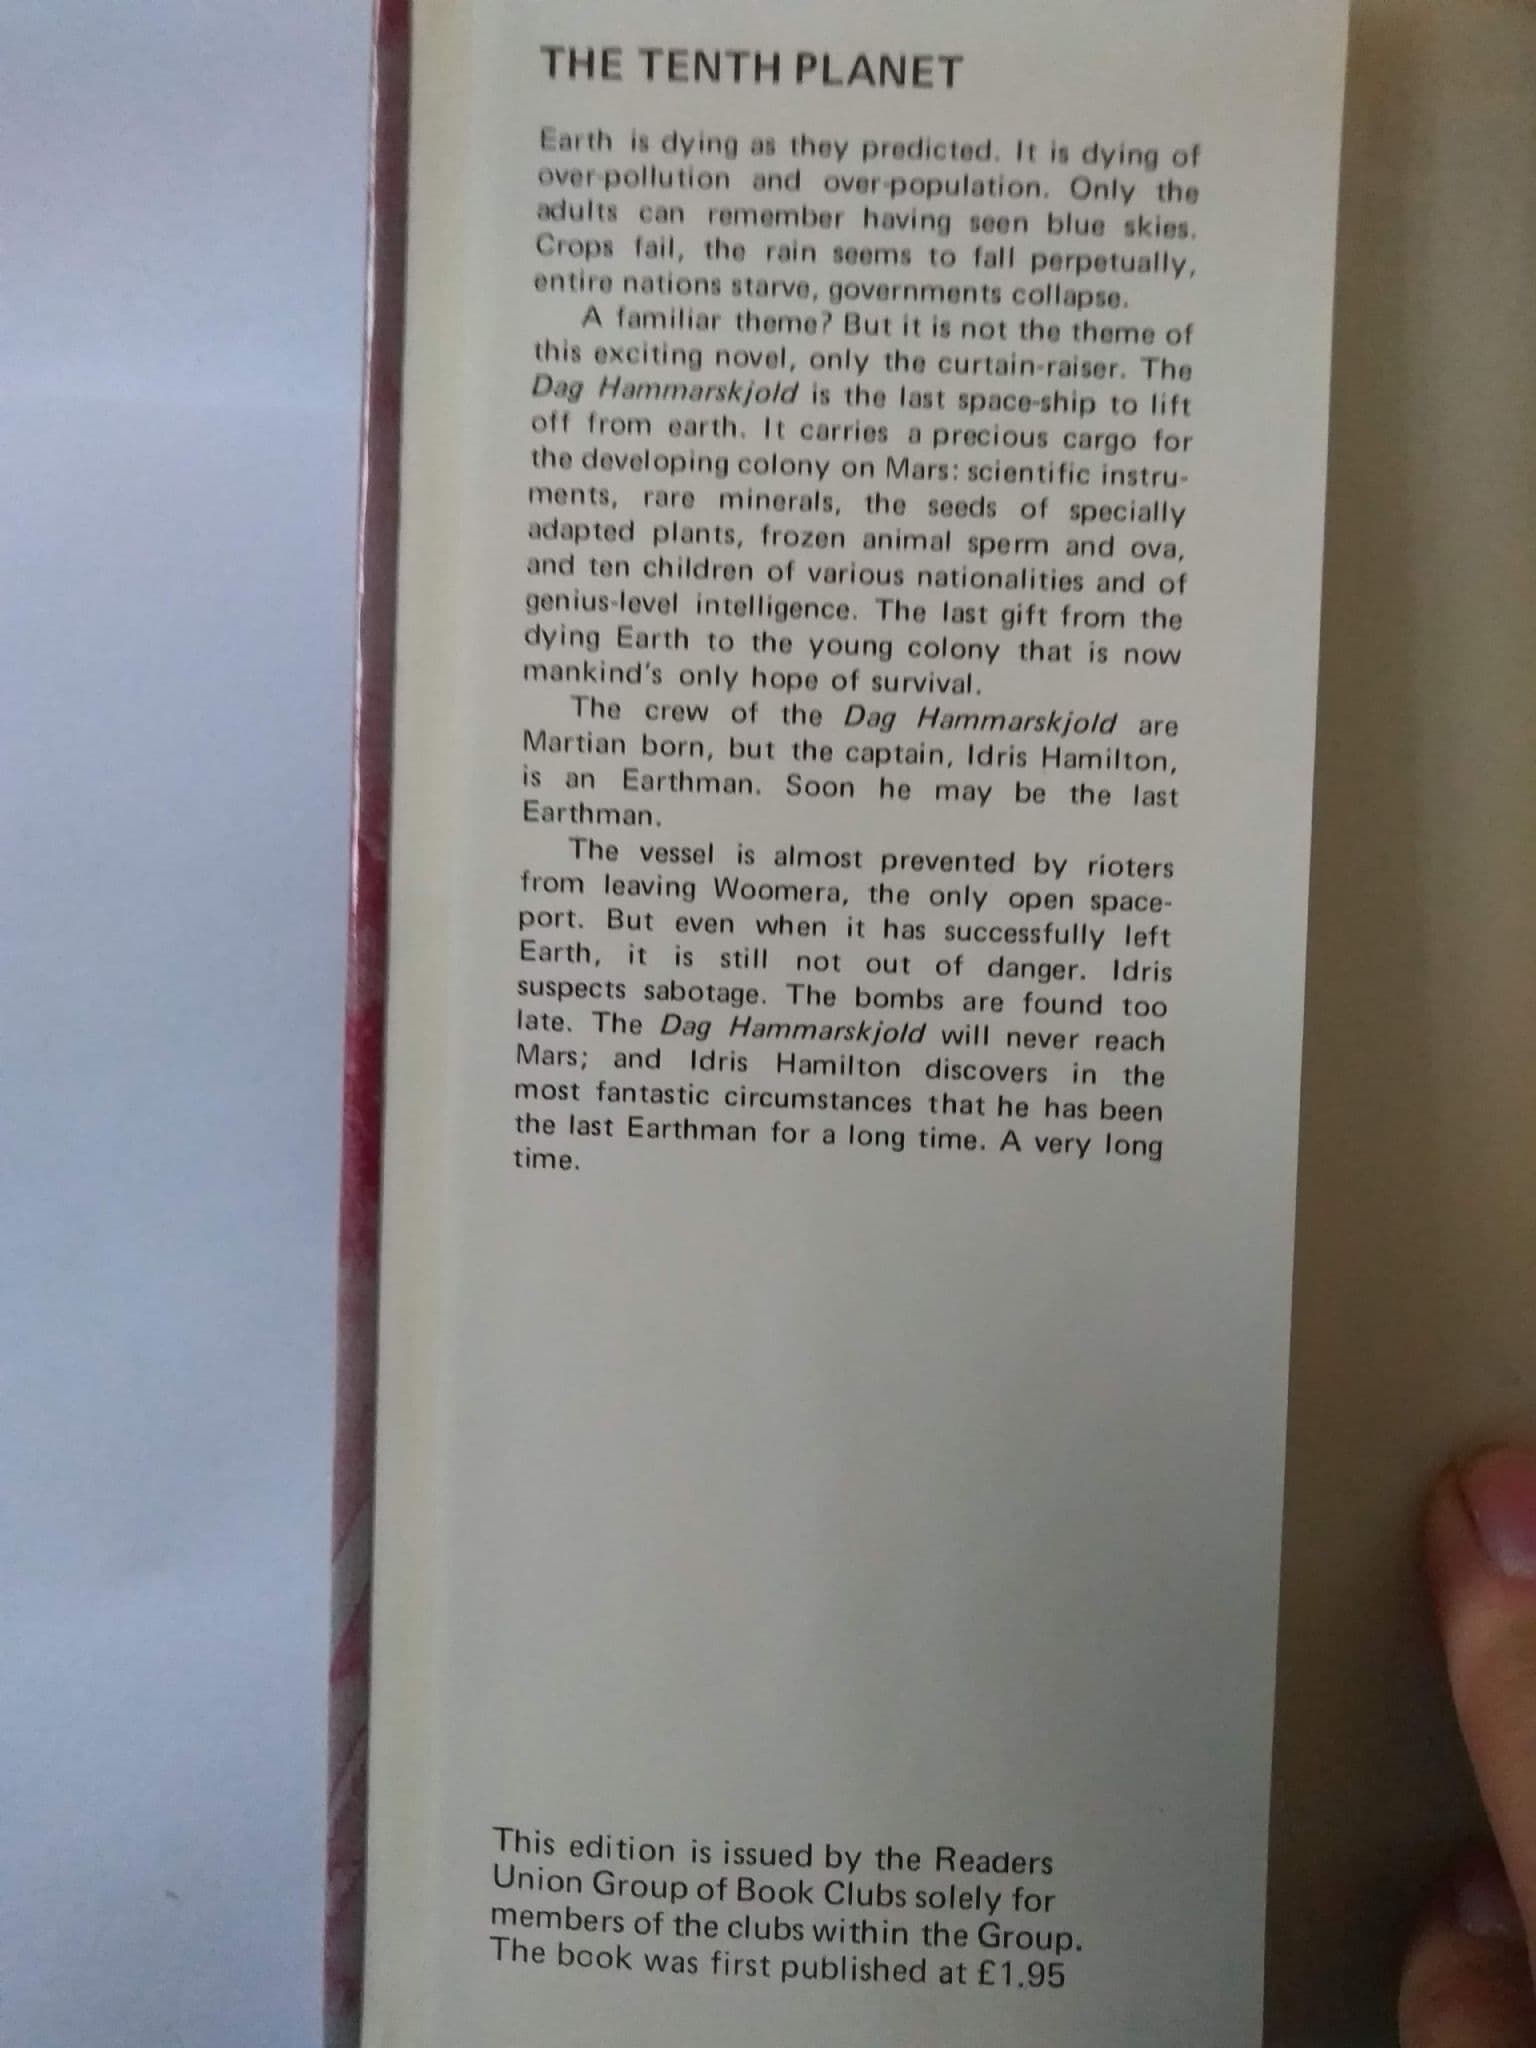 THE TENTH PLANET
Earth is dying as they predicted. It is dying of
over-pollution and over-population. Only the
adults can remember having seen blue skies.
Crops fail, the rain seems to fall perpetually,
entire nations starve, governments collapse.
A familiar theme? But it is not the theme of
this exciting novel, only the curtain-raiser. The
Dag Hammarskjold is the last space-ship to lift
off from earth. It carries a precious cargo for
the developing colony on Mars: scientific instru-
ments, rare minerals, the seeds of specially
adapted plants, frozen animal sperm and ova,
and ten children of various nationalities and of
genius-level intelligence. The last gift from the
dying Earth to the young colony that is now
mankind's only hope of survival.
The crew of the Dag Hammarskjold are
Martian born, but the captain, Idris Hamilton,
is an Earthman. Soon he may be the last
Earthman.
The vessel is almost prevented by rioters
from leaving Woomera, the only open space-
port. But even when it has successfully left
Earth, it is still not out of danger. Idris
suspects sabotage. The bombs are found too
late. The Dag Hammarskjold will never reach
Mars; and Idris Hamilton discovers in the
most fantastic circumstances that he has been
the last Earthman for a long time. A very long
time.
This edition is issued by the Readers
Union Group of Book Clubs solely for
members of the clubs within the Group.
The book was first published at £1.95